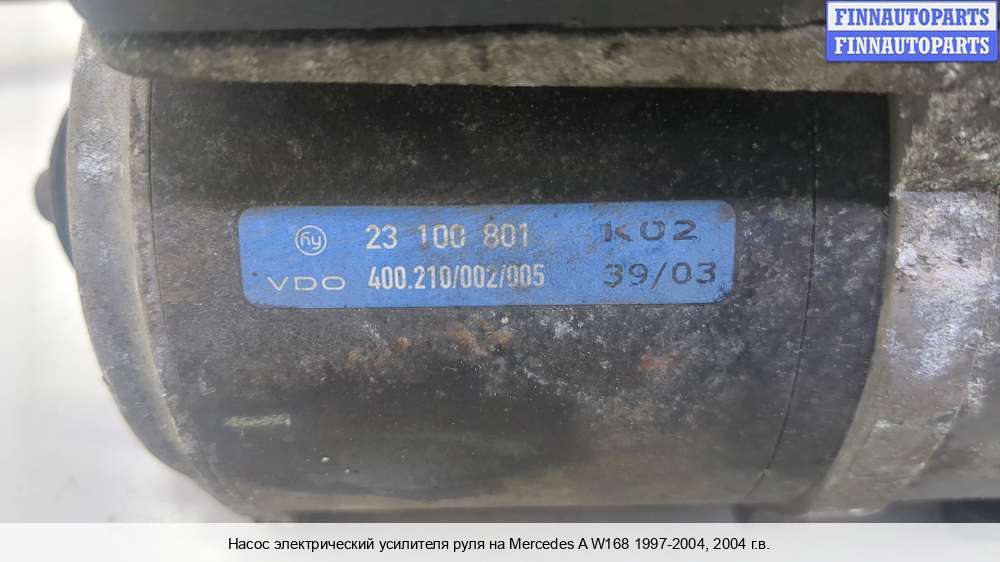 FINNAUTOPARTS
FINNAUTOPARTS
hy 23 100 801 K02
VDO 400.210/002/005 39/03
Насос электрический усилителя руля на Mercedes A W168 1997-2004, 2004 г.в.